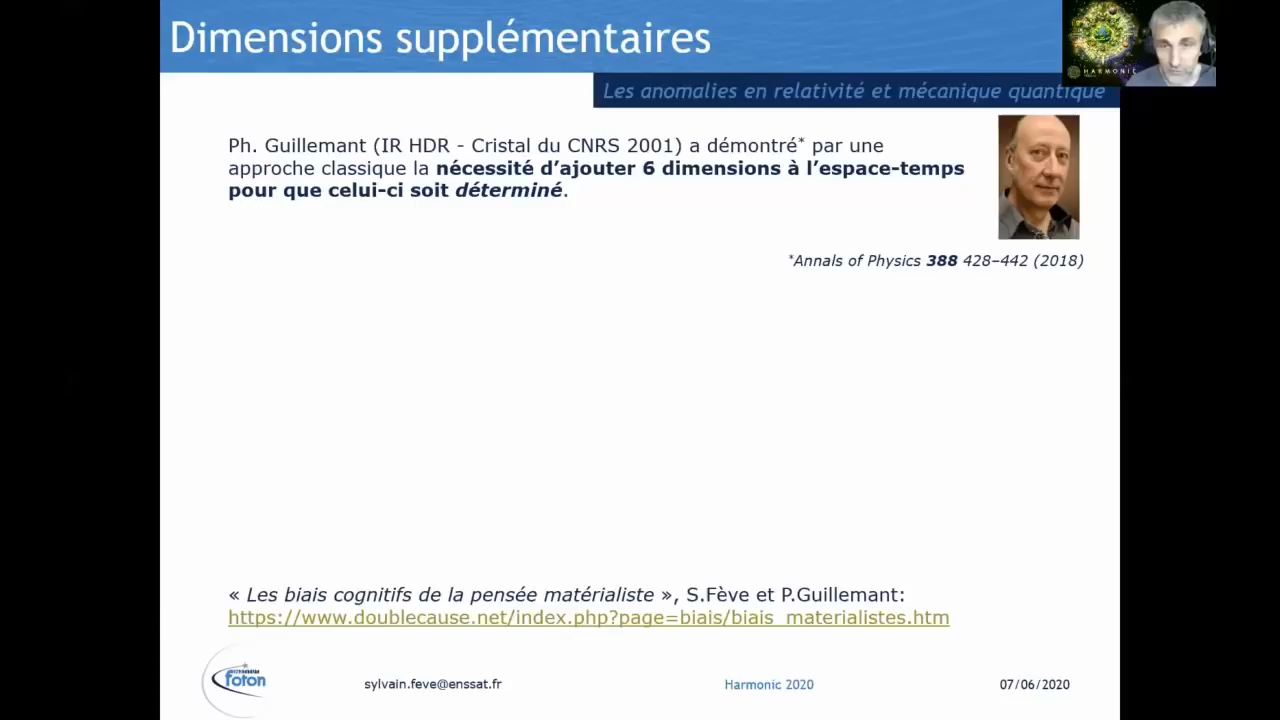 Dimensions supplémentaires
HARMONIC
Les anomalies en relativité et mécanique quantique
Ph. Guillemant (IR HDR - Cristal du CNRS 2001) a démontré* par une
approche classique la nécessité d’ajouter 6 dimensions à l’espace-temps
pour que celui-ci soit déterminé.
*Annals of Physics 388 428–442 (2018)
« Les biais cognitifs de la pensée matérialiste », S.Fève et P.Guillemant:
https://www.doublecause.net/index.php?page=biais/biais_materialistes.htm
foton
sylvain.feve@enssat.fr
Harmonic 2020
07/06/2020